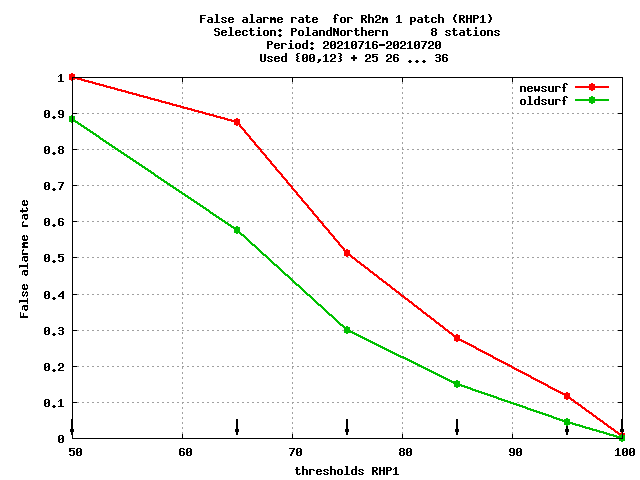 False alarme rate  for Rh2m 1 patch (RHP1)
Selection: PolandNorthern      8 stations
Period: 20210716-20210720
Used {00,12} + 25 26 ... 36
newsurf
oldsurf
1
0.9
0.8
0.7
0.6
0.5
0.4
0.3
0.2
0.1
0
False alarme rate
50 60 70 80 90 100
thresholds RHP1